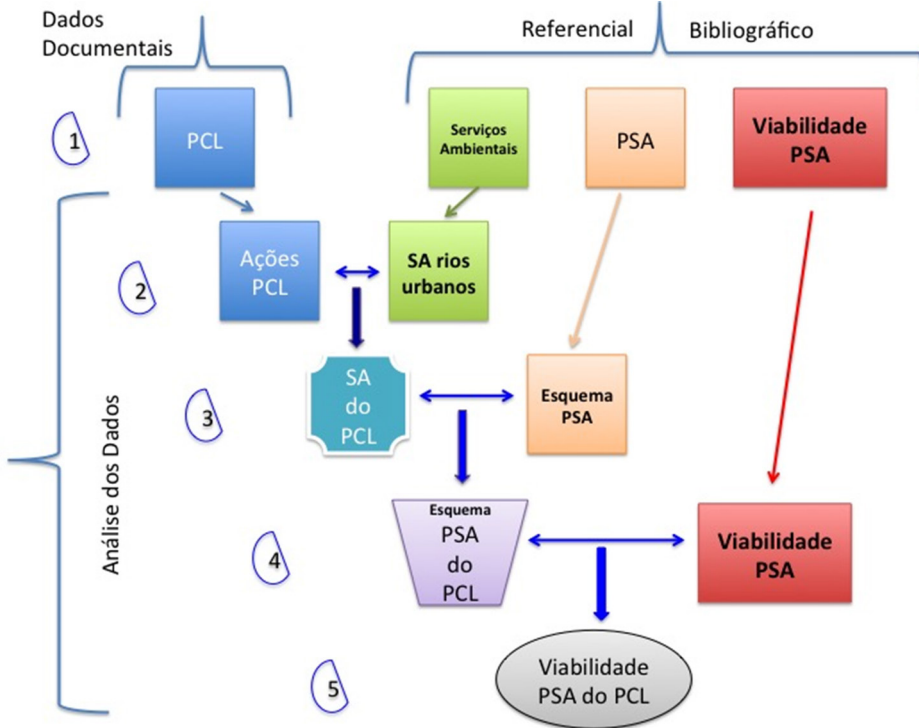 Dados
Documentais
Referencial Bibliográfico
1
PCL
Serviços
Ambientais
PSA
Viabilidade
PSA
2
Ações
PCL
SA rios
urbanos
3
SA
do
PCL
Esquema
PSA
Análise dos Dados
4
Esquema
PSA
do
PCL
Viabilidade
PSA
5
Viabilidade
PSA do PCL